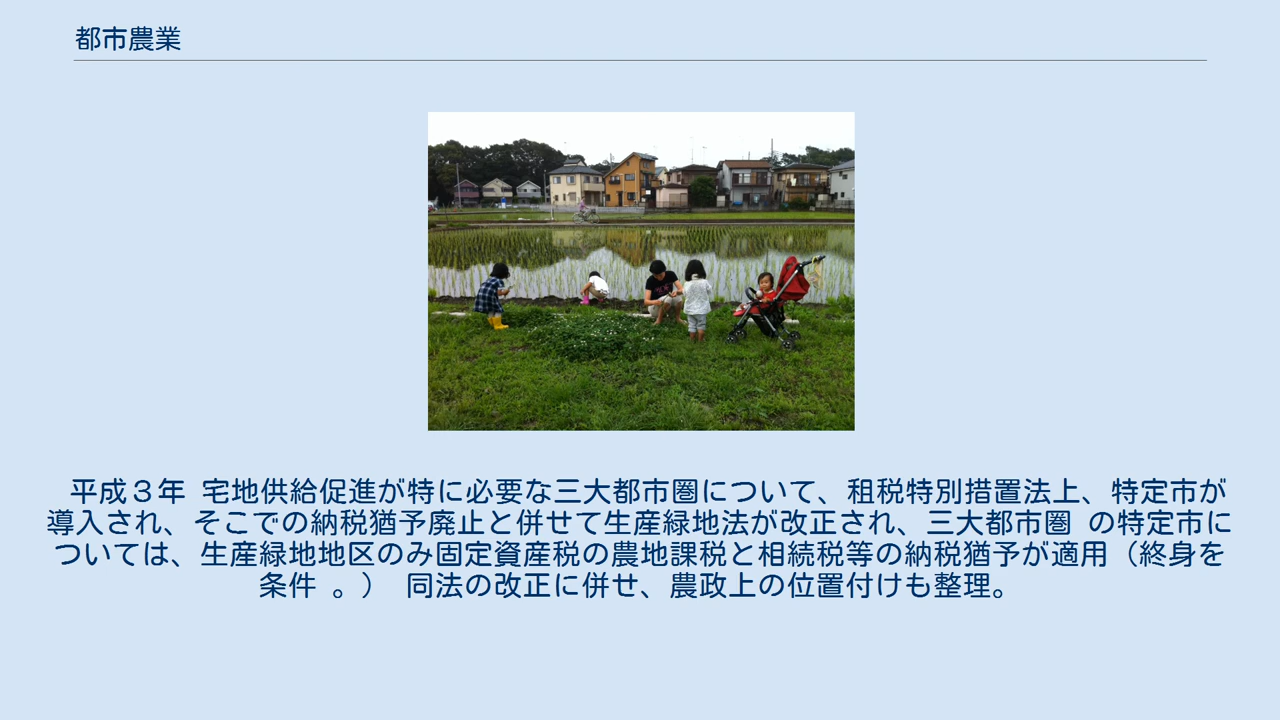 都市農業
平成３年 宅地供給促進が特に必要な三大都市圏について、租税特別措置法上、特定市が
導入され、そこでの納税猶予廃止と併せて生産緑地法が改正され、三大都市圏 の特定市に
ついては、生産緑地地区のみ固定資産税の農地課税と相続税等の納税猶予が適用（終身を
条件 。） 同法の改正に併せ、農政上の位置付けも整理。